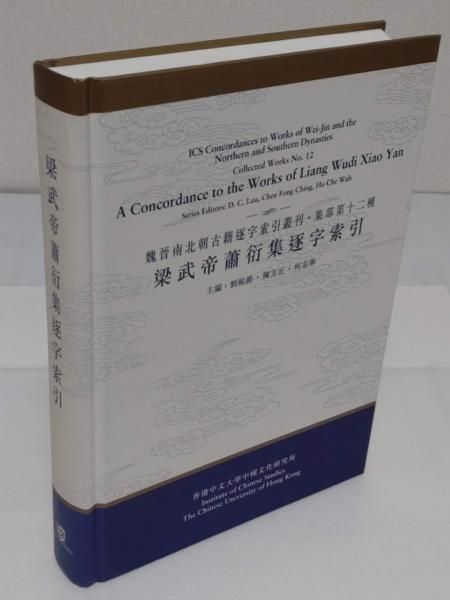 ICS Concordances to Works of Wei-Jin and the
Northern and Southern Dynasties
Collected Works No. 12
A Concordance to the Works of Liang Wudi Xiao Yan
Series Editors: D. C. Lau, Chen Fong Ching, Ho Che Wah
魏晉南北朝古籍逐字索引叢刊·集部第十二種
梁武帝蕭衍集逐字索引
主編：劉殿爵·陳方正·何志華
香港中文大學中國文化研究所
Institute of Chinese Studies
The Chinese University of Hong Kong
梁武帝蕭衍集逐字索引